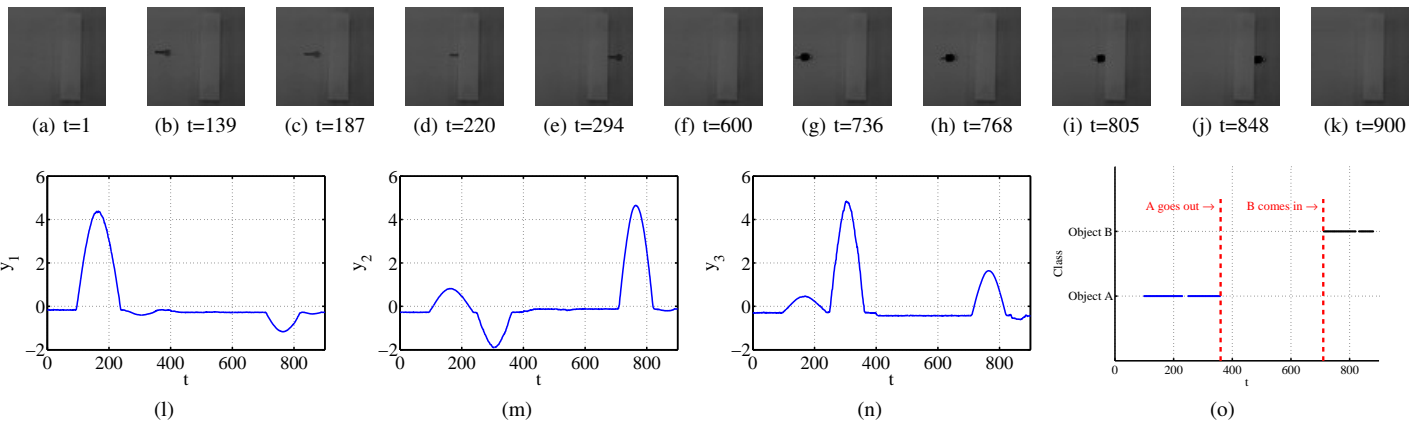 (a) t=1
(b) t=139
(c) t=187
(d) t=220
(e) t=294
(f) t=600
(g) t=736
(h) t=768
(i) t=805
(j) t=848
(k) t=900
6
4
2
0
−2
y1
0 200 400 600 800
t
(l)
6
4
2
0
−2
y2
0 200 400 600 800
t
(m)
6
4
2
0
−2
y3
0 200 400 600 800
t
(n)
A goes out →
B comes in →
Object B
Object A
Class
0 200 400 600 800
t
(o)